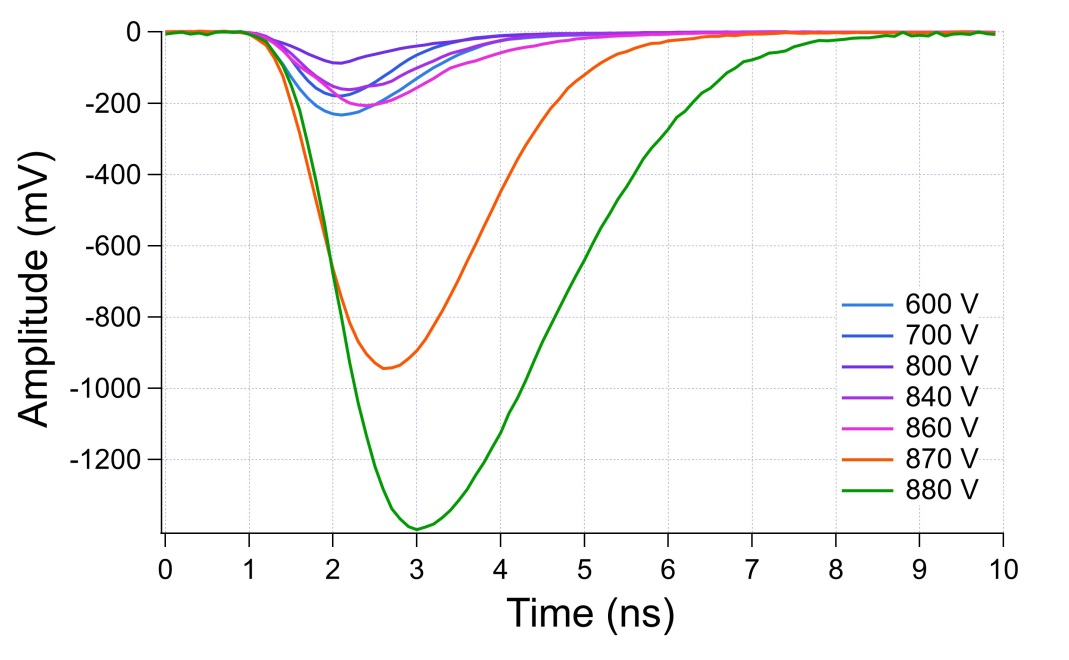 0
-200
-400
-600
-800
-1000
-1200
Amplitude (mV)
600 V
700 V
800 V
840 V
860 V
870 V
880 V
0 1 2 3 4 5 6 7 8 9 10
Time (ns)